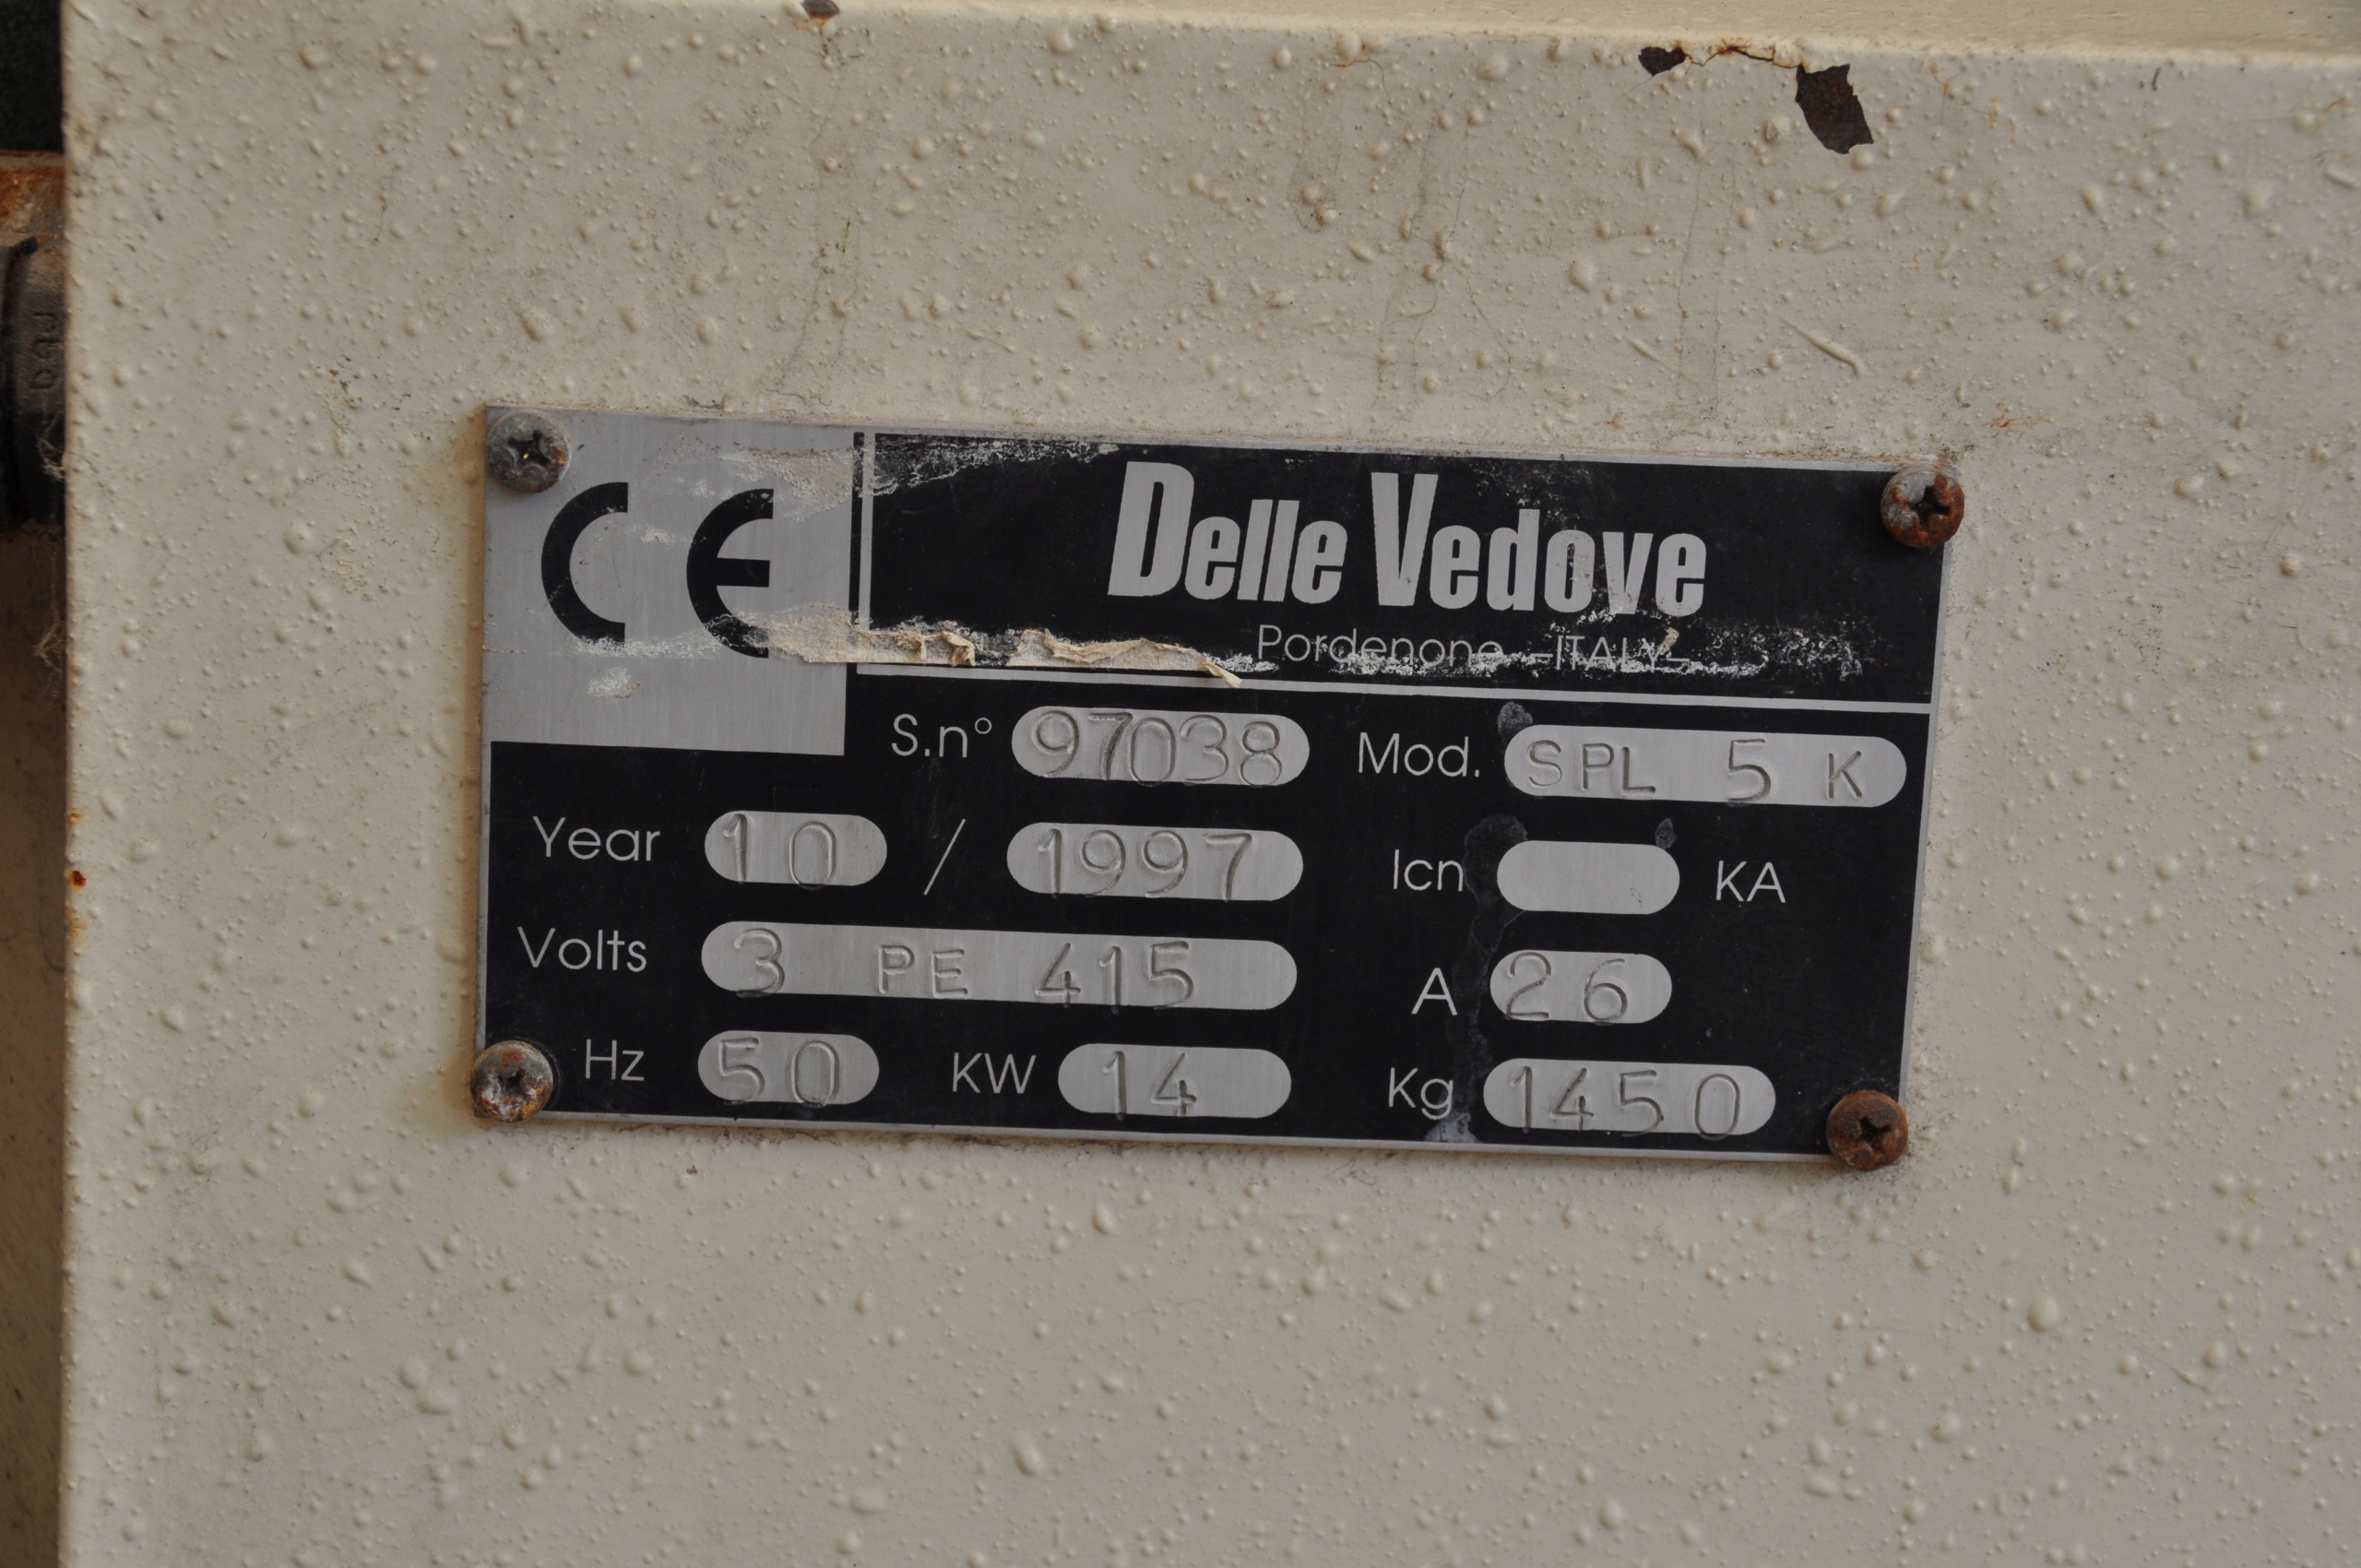 CE
Delle Vedove
Pordenone –ITALY–
S.n° 97038 Mod. SPL 5 K
Year 10 / 1997 Icn KA
Volts 3 PE 415 A 26
Hz 50 KW 14 Kg 1450